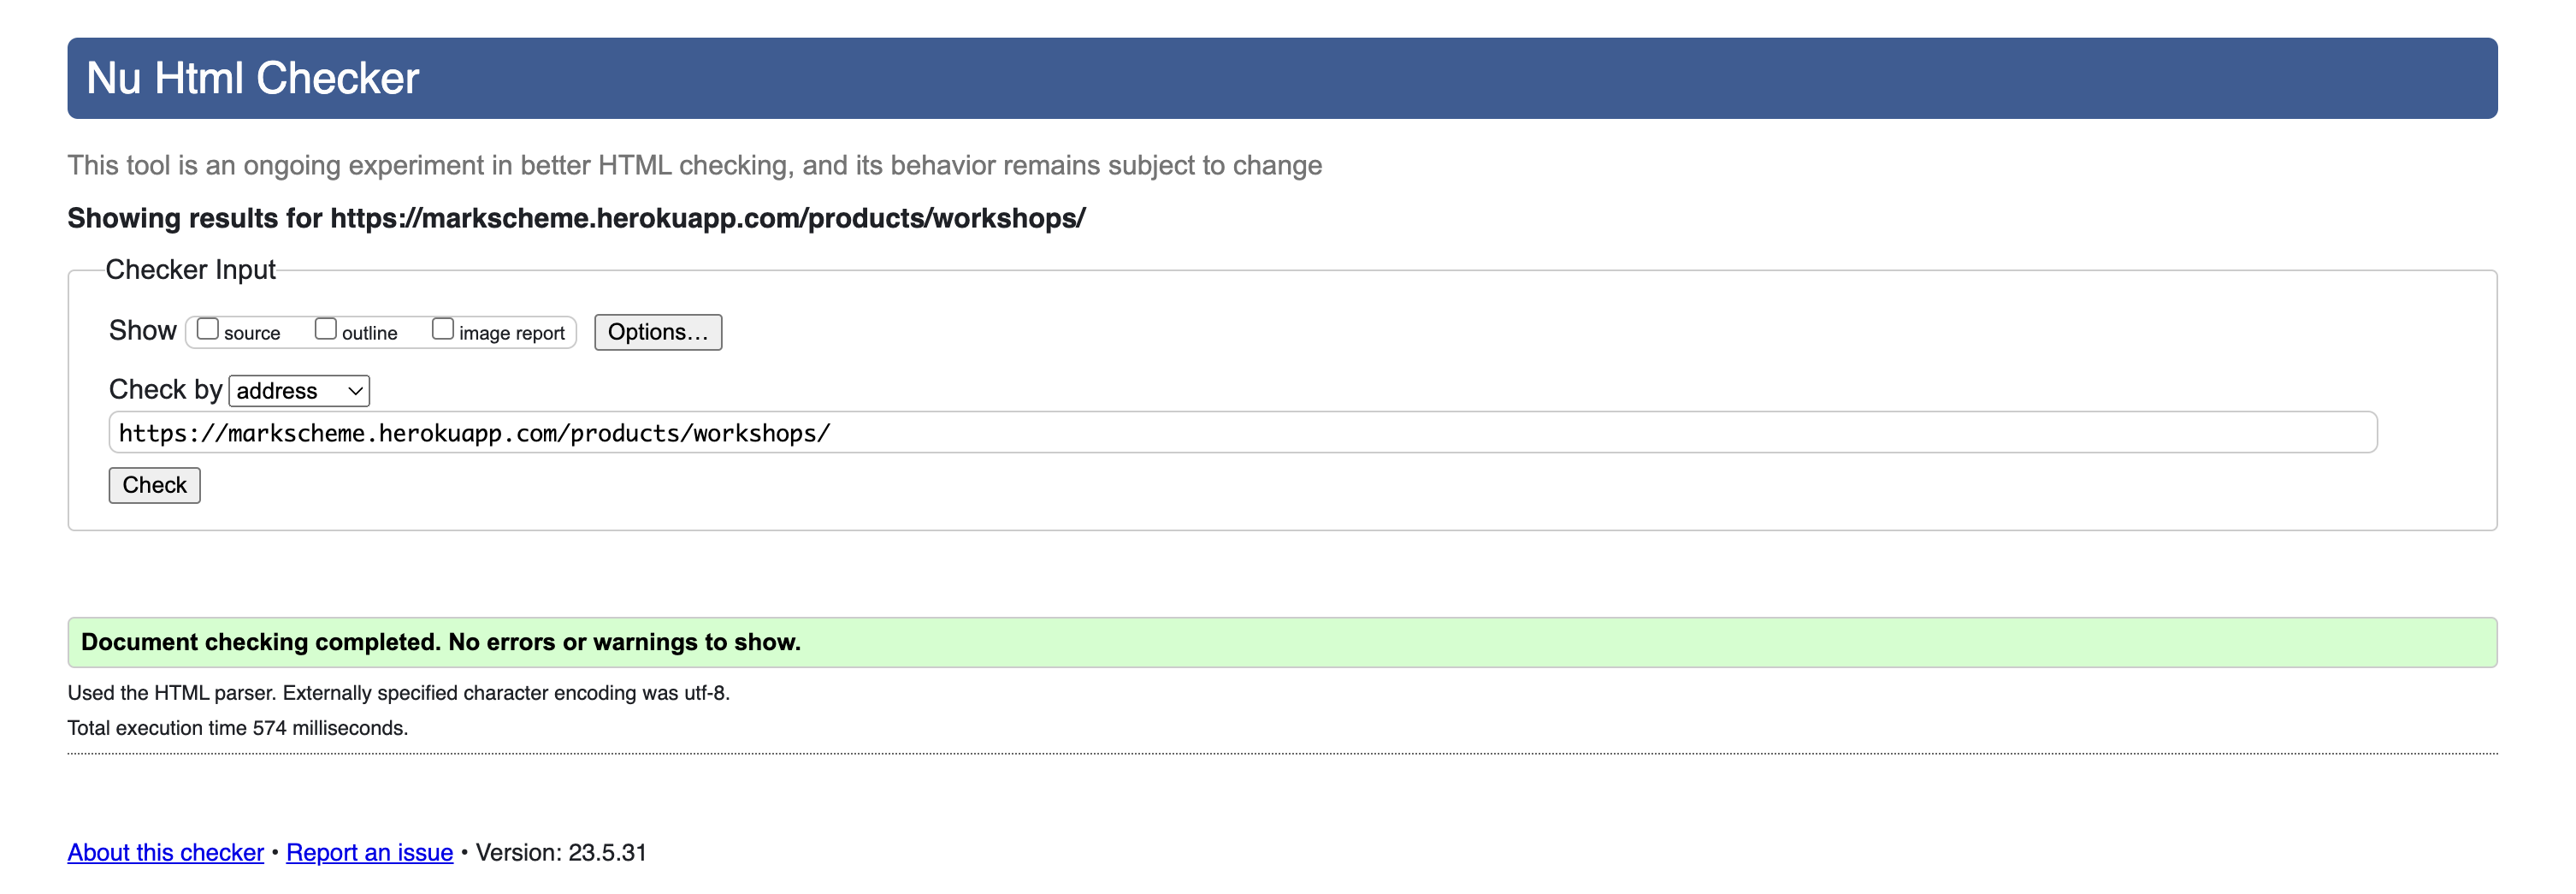 Nu Html Checker
This tool is an ongoing experiment in better HTML checking, and its behavior remains subject to change
Showing results for https://markscheme.herokuapp.com/products/workshops/
Checker Input
Show source outline image report Options…
Check by address
https://markscheme.herokuapp.com/products/workshops/
Check
Document checking completed. No errors or warnings to show.
Used the HTML parser. Externally specified character encoding was utf-8.
Total execution time 574 milliseconds.
About this checker • Report an issue • Version: 23.5.31